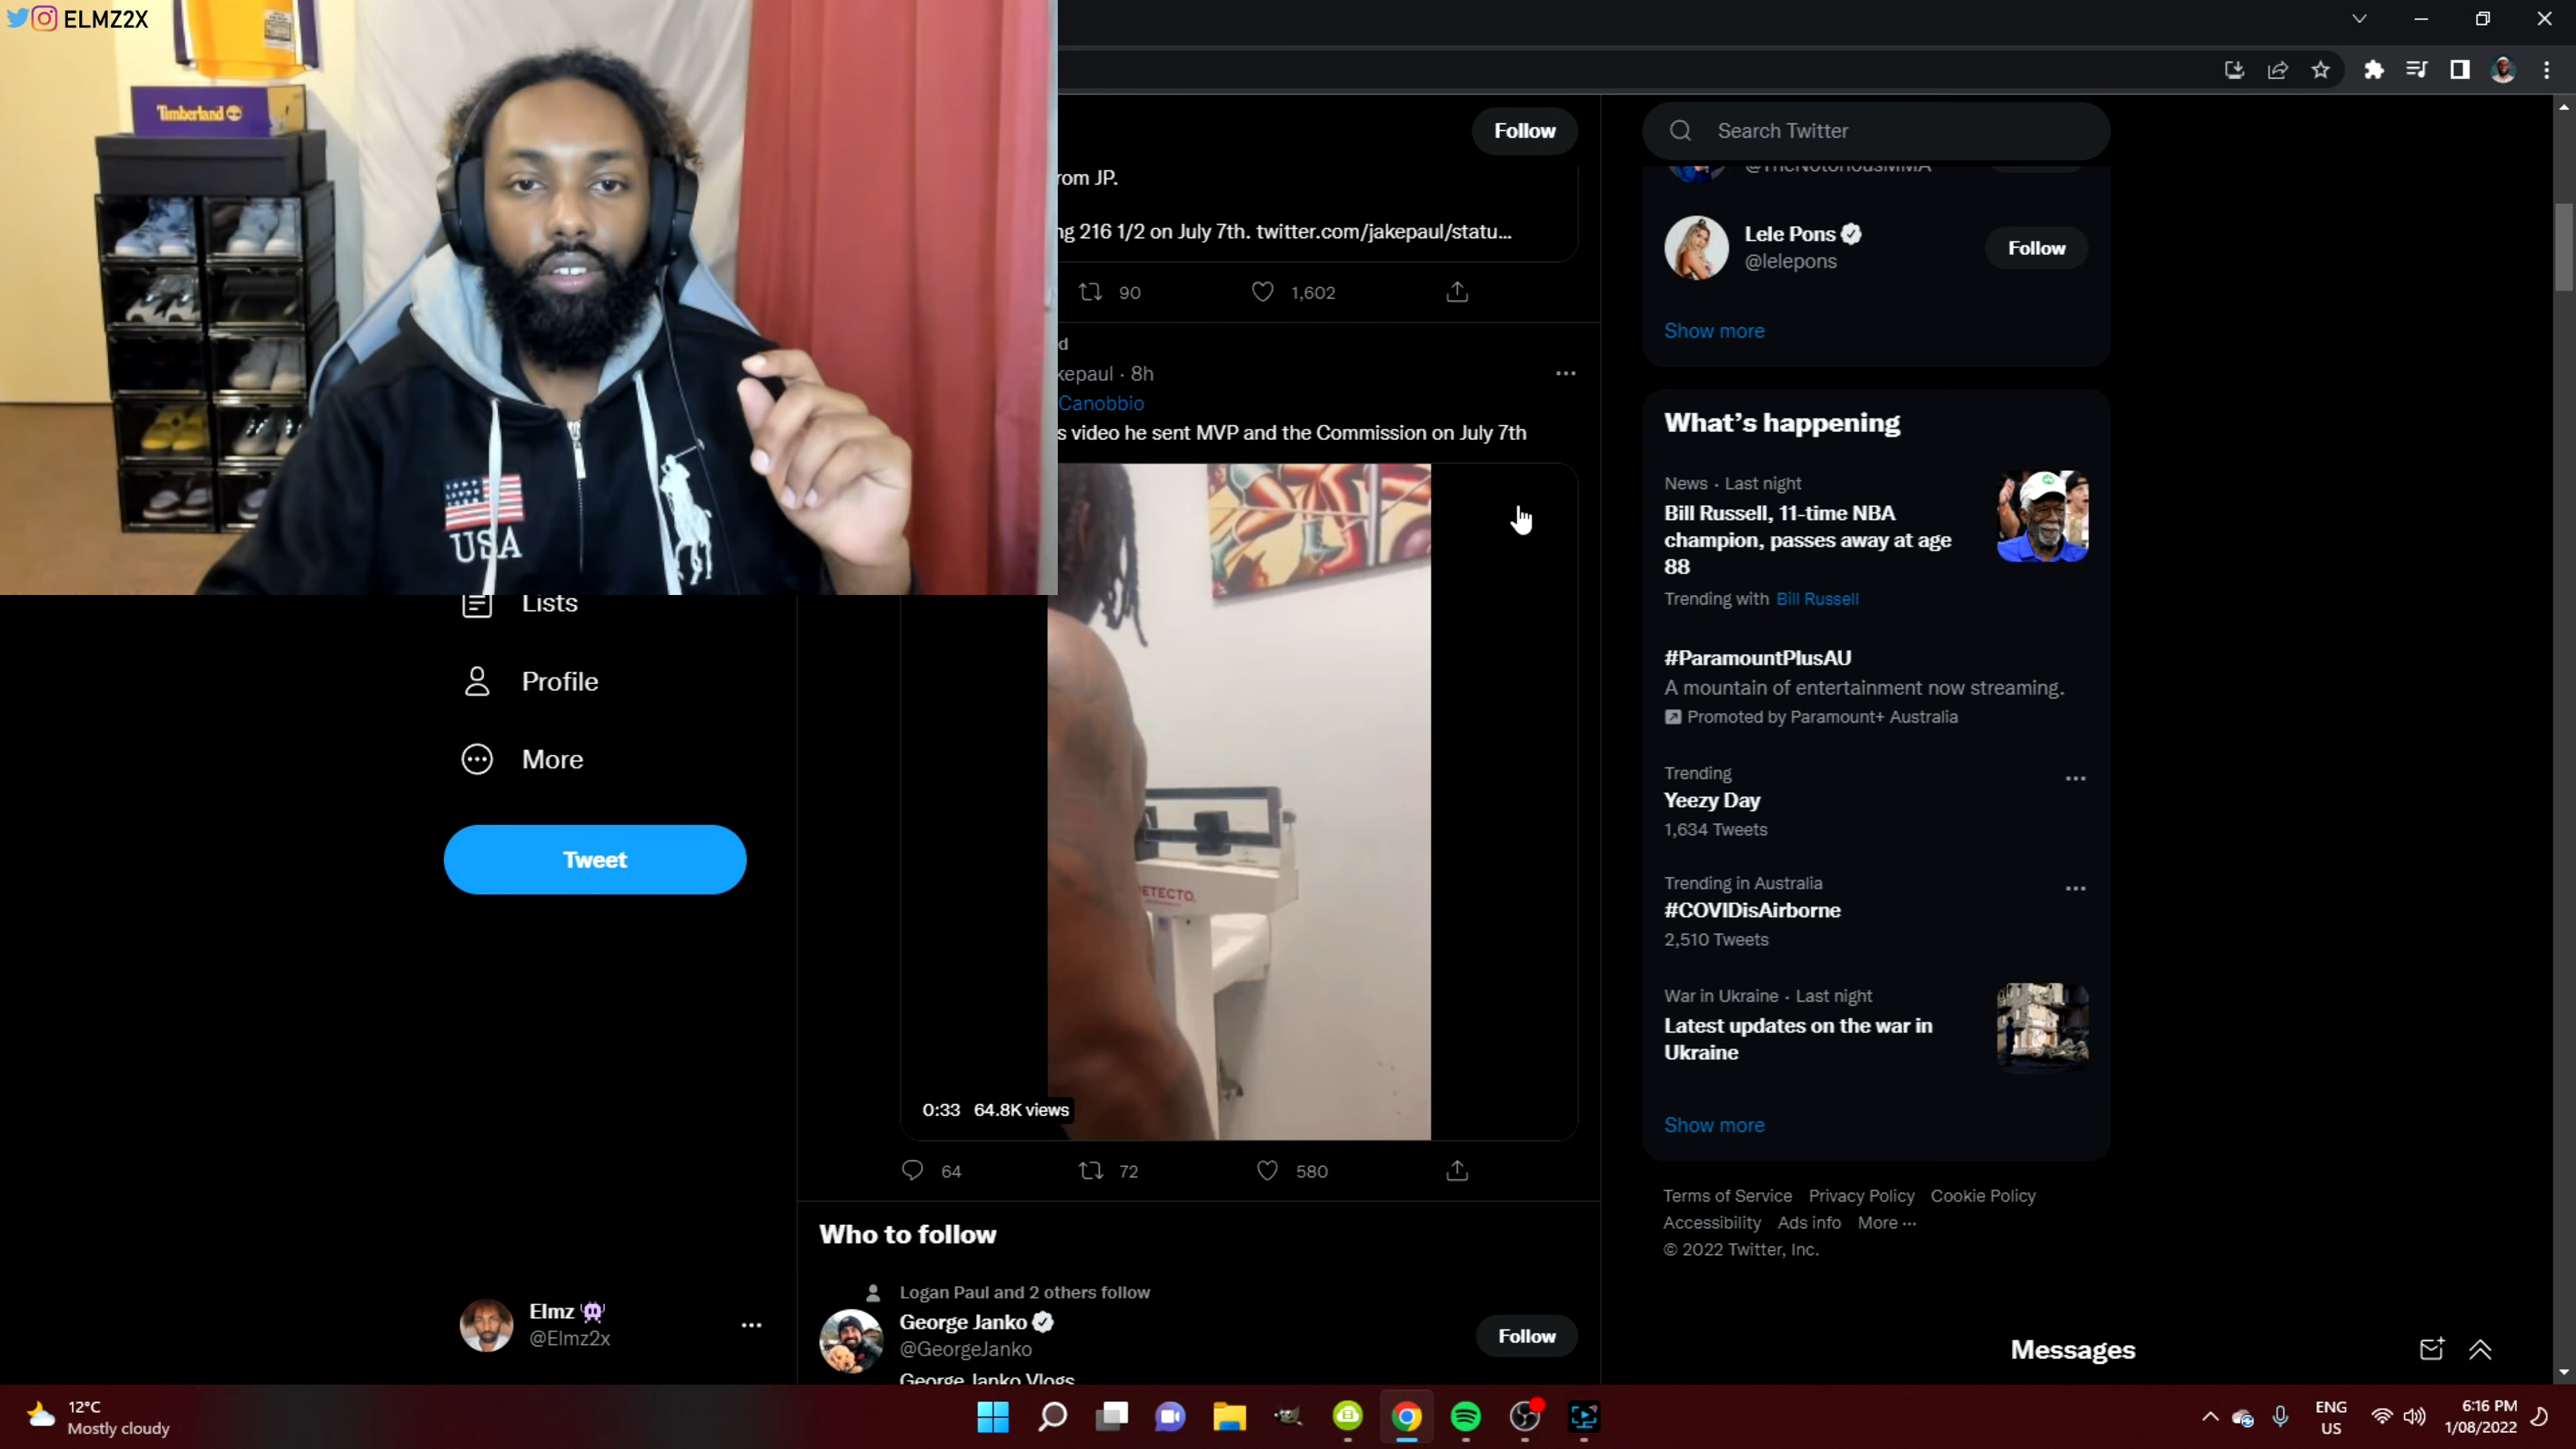 ELMZ2X
Timberland
USA
Follow
Search Twitter
rom JP.
ng 216 1/2 on July 7th. twitter.com/jakepaul/statu...
90
1,602
d
kepaul · 8h
Canobbio
s video he sent MVP and the Commission on July 7th
DETECTO
0:33 64.8K views
64
72
580
Lists
Profile
More
Tweet
Elmz
@Elmz2x
Who to follow
Logan Paul and 2 others follow
George Janko
@GeorgeJanko
Follow
George Janko Vlogs
@TheNotoriousMMA
Lele Pons
@lelepons
Follow
Show more
What's happening
News · Last night
Bill Russell, 11-time NBA
champion, passes away at age
88
Trending with Bill Russell
#ParamountPlusAU
A mountain of entertainment now streaming.
Promoted by Paramount+ Australia
Trending
Yeezy Day
1,634 Tweets
Trending in Australia
#COVIDisAirborne
2,510 Tweets
War in Ukraine · Last night
Latest updates on the war in
Ukraine
Show more
Terms of Service Privacy Policy Cookie Policy
Accessibility Ads info More ···
© 2022 Twitter, Inc.
Messages
12°C
Mostly cloudy
ENG
US
6:16 PM
1/08/2022